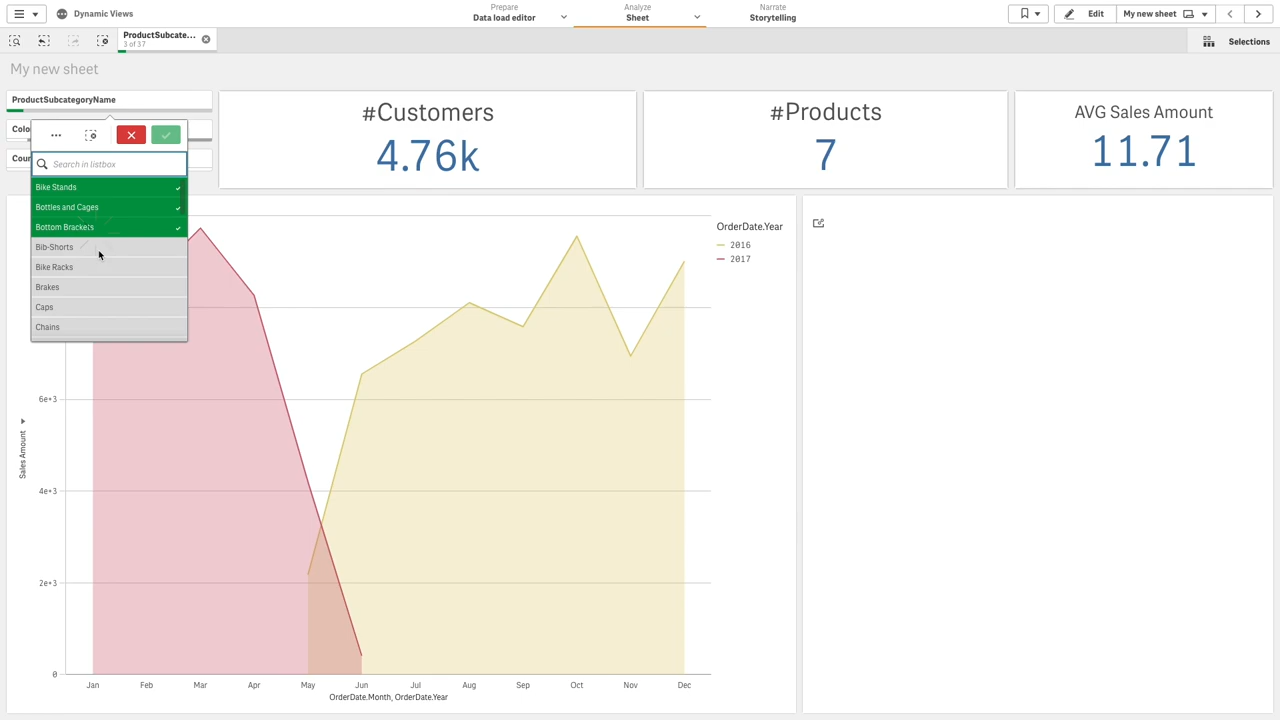 Dynamic Views
Prepare
Data load editor
Analyze
Sheet
Narrate
Storytelling
Edit
My new sheet
ProductSubcate...
3 of 37
Selections
My new sheet
ProductSubcategoryName
Colo
Coun
Search in listbox
Bike Stands
Bottles and Cages
Bottom Brackets
Bib-Shorts
Bike Racks
Brakes
Caps
Chains
#Customers
4.76k
#Products
7
AVG Sales Amount
11.71
OrderDate.Year
2016
2017
6e+3
4e+3
2e+3
0
Sales Amount
Jan Feb Mar Apr May Jun Jul Aug Sep Oct Nov Dec
OrderDate.Month, OrderDate.Year